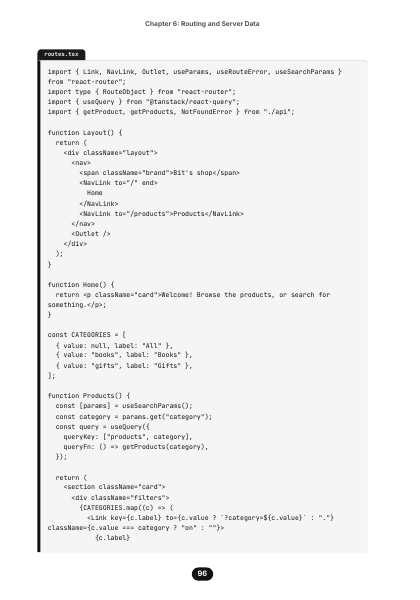 Chapter 6: Routing and Server Data
routes.tsx
import { Link, NavLink, Outlet, useParams, useRouteError, useSearchParams }
from "react-router";
import type { RouteObject } from "react-router";
import { useQuery } from "@tanstack/react-query";
import { getProduct, getProducts, NotFoundError } from "./api";

function Layout() {
  return (
    <div className="layout">
      <nav>
        <span className="brand">Bit's shop</span>
        <NavLink to="/" end>
          Home
        </NavLink>
        <NavLink to="/products">Products</NavLink>
      </nav>
      <Outlet />
    </div>
  );
}

function Home() {
  return <p className="card">Welcome! Browse the products, or search for
something.</p>;
}

const CATEGORIES = [
  { value: null, label: "All" },
  { value: "books", label: "Books" },
  { value: "gifts", label: "Gifts" },
];

function Products() {
  const [params] = useSearchParams();
  const category = params.get("category");
  const query = useQuery({
    queryKey: ["products", category],
    queryFn: () => getProducts(category),
  });

  return (
    <section className="card">
      <div className="filters">
        {CATEGORIES.map((c) => (
          <Link key={c.label} to={c.value ? `?category=${c.value}` : "."}
className={c.value === category ? "on" : ""}>
            {c.label}
96